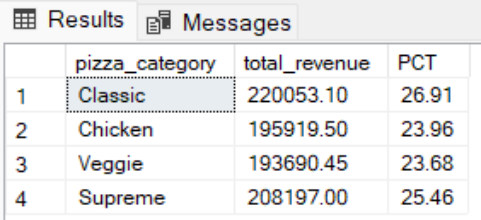 Results Messages
pizza_category total_revenue PCT
1 Classic 220053.10 26.91
2 Chicken 195919.50 23.96
3 Veggie 193690.45 23.68
4 Supreme 208197.00 25.46